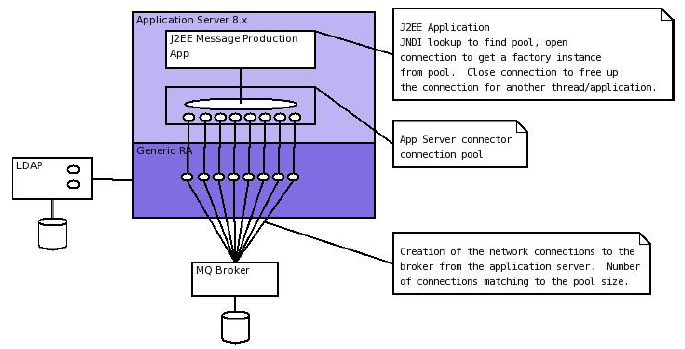 Application Server 8.x
J2EE MessageProduction
App
J2EE Application
JNDI lookup to find pool, open
connection to get a factory instance
from pool. Close connection to free up
the connection for another thread/application.
App Server connector
connection pool
Generic RA
LDAP
Creation of the network connections to the
broker from the application server. Number
of connections matching to the pool size.
MQ Broker